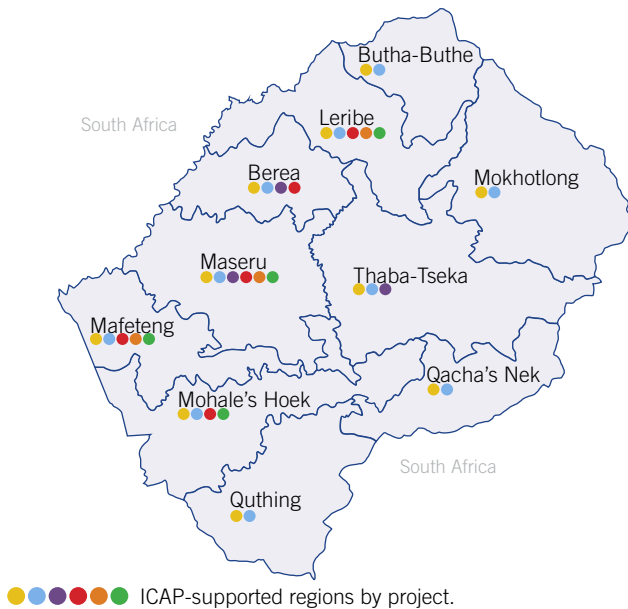 Butha-Buthe
Leribe
South Africa
Berea
Mokhotlong
Maseru
Thaba-Tseka
Mafeteng
Qacha's Nek
Mohale's Hoek
South Africa
Quthing
ICAP-supported regions by project.